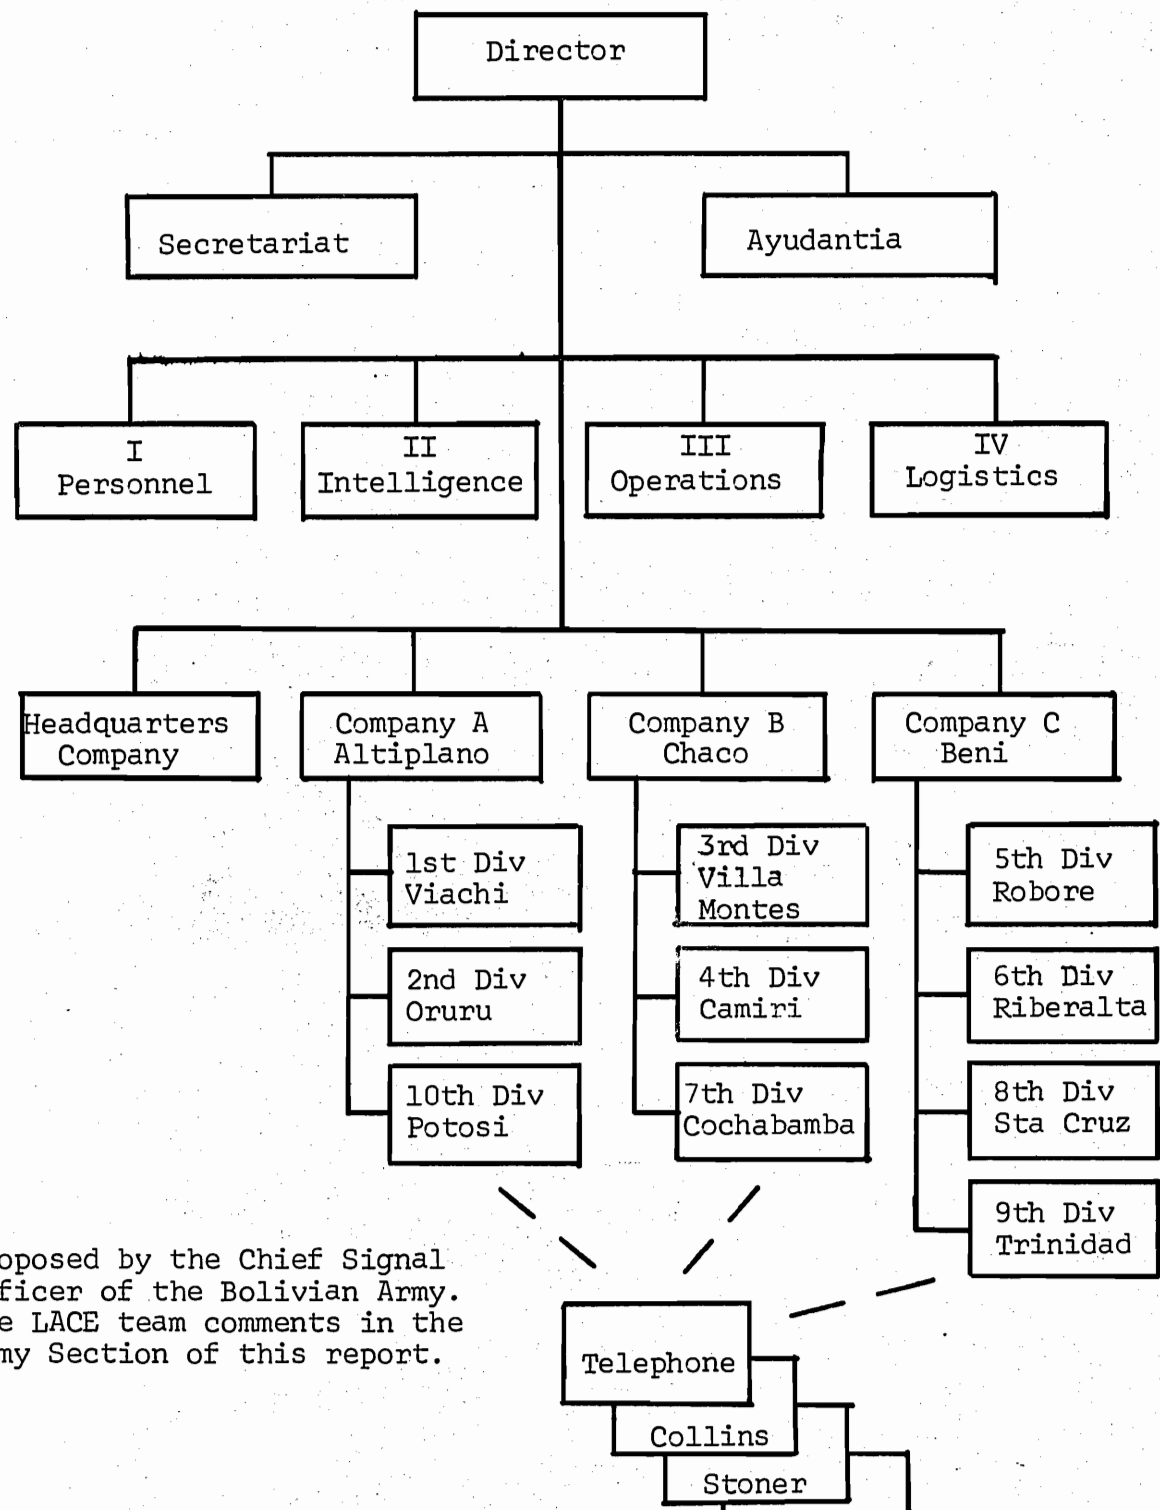 Director
Secretariat
Ayudantia
I
Personnel
II
Intelligence
III
Operations
IV
Logistics
Headquarters
Company
Company A
Altiplano
Company B
Chaco
Company C
Beni
1st Div
Viachi
2nd Div
Oruru
10th Div
Potosi
3rd Div
Villa
Montes
4th Div
Camiri
7th Div
Cochabamba
5th Div
Robore
6th Div
Riberalta
8th Div
Sta Cruz
9th Div
Trinidad
oposed by the Chief Signal
ficer of the Bolivian Army.
e LACE team comments in the
my Section of this report.
Telephone
Collins
Stoner